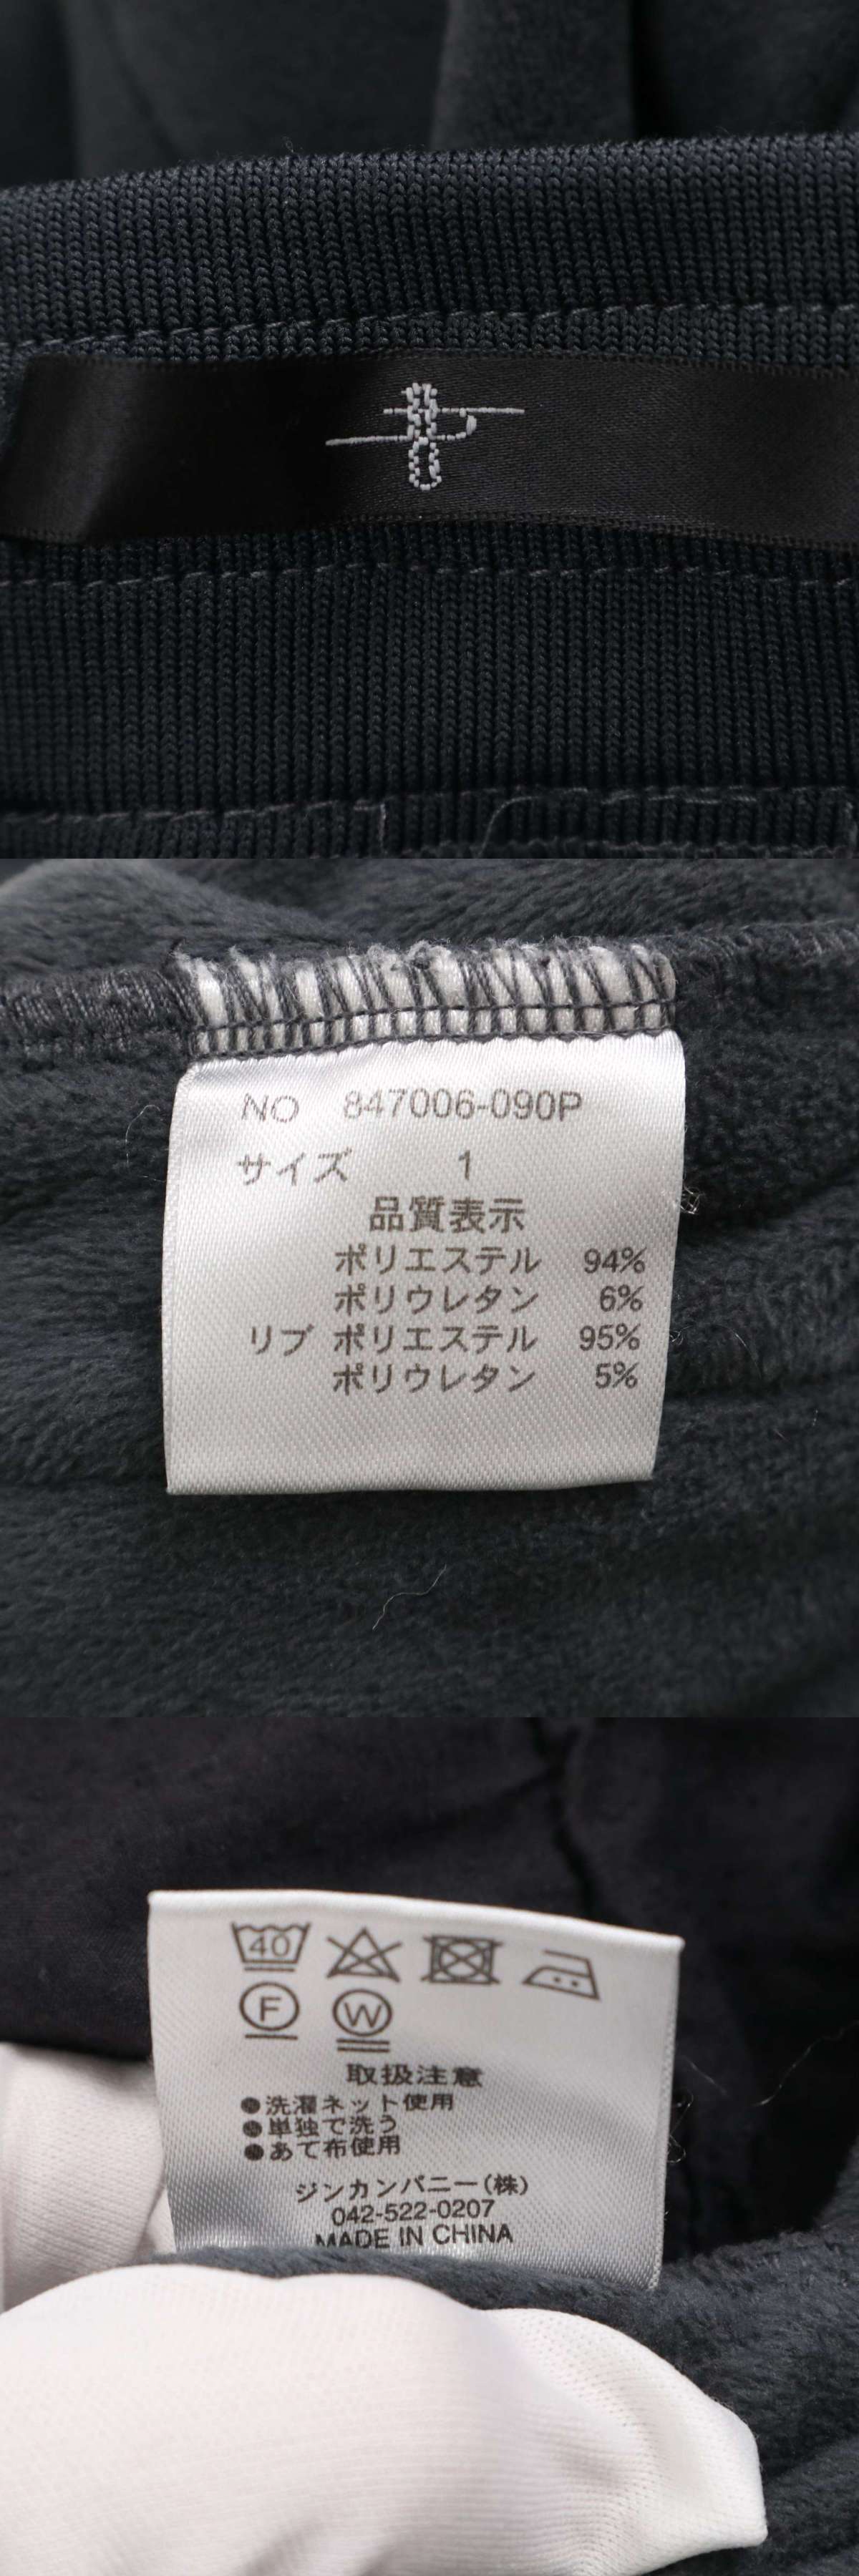 NO 847006-090P
サイズ 1
品質表示
ポリエステル 94%
ポリウレタン 6%
リブ ポリエステル 95%
ポリウレタン 5%
40
F W
取扱注意
●洗濯ネット使用
●単独で洗う
●あて布使用
ジンカンパニー(株)
042-522-0207
MADE IN CHINA